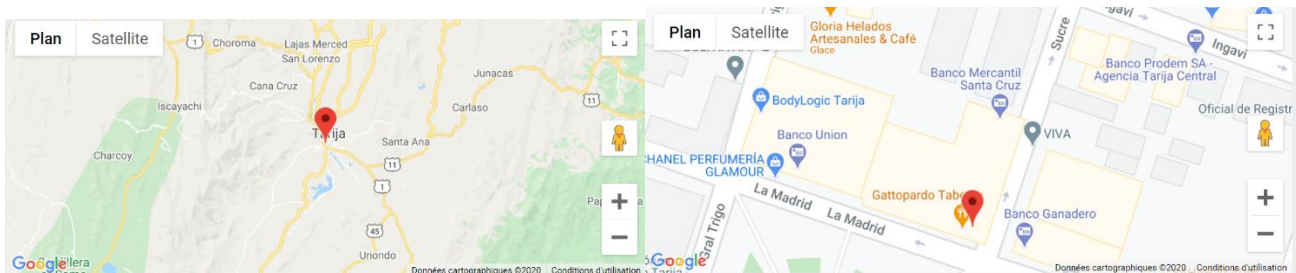 Plan
Satellite
1
Choroma
Lajas Merced
San Lorenzo
Junacas
Cana Cruz
11
Iscayachi
Carlaso
Tarija
Santa Ana
Charcoy
11
1
45
Uriondo
Google
Données cartographiques ©2020
Conditions d'utilisation
Plan
Satellite
Gloria Helados
Artesanales & Café
Glace
Sucre
Ingavi
Ingavi
Banco Prodem SA -
Agencia Tarija Central
Banco Mercantil
Santa Cruz
BodyLogic Tarija
Oficial de Registr
VIVA
Banco Union
CHANEL PERFUMERÍA
GLAMOUR
La Madrid
Gattopardo
La Madrid
Banco Ganadero
Gral Trigo
Google
Données cartographiques ©2020
Conditions d'utilisation